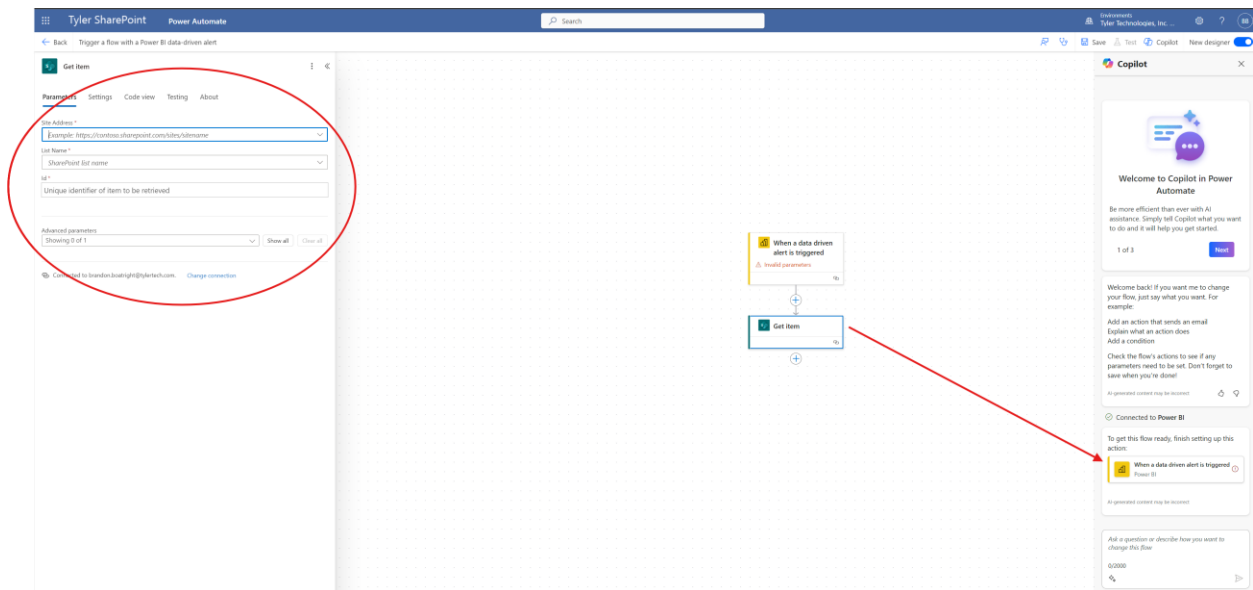 Tyler SharePoint
Power Automate
Search
Environments
Tyler Technologies, Inc. ...
?
BB
Back
Trigger a flow with a Power BI data-driven alert
Save
Test
Copilot
New designer
Get item
Parameters
Settings
Code view
Testing
About
Site Address *
Example: https://contoso.sharepoint.com/sites/sitename
List Name *
SharePoint list name
Id *
Unique identifier of item to be retrieved
Advanced parameters
Showing 0 of 1
Show all
Clear all
Connected to brandon.boatright@tylertech.com.
Change connection
When a data driven
alert is triggered
Invalid parameters
Get item
Copilot
Welcome to Copilot in Power
Automate
Be more efficient than ever with AI
assistance. Simply tell Copilot what you want
to do and it will help you get started.
1 of 3
Next
Welcome back! If you want me to change
your flow, just say what you want. For
example:
Add an action that sends an email
Explain what an action does
Add a condition
Check the flow's actions to see if any
parameters need to be set. Don't forget to
save when you're done!
AI-generated content may be incorrect
Connected to Power BI
To get this flow ready, finish setting up this
action:
When a data driven alert is triggered
Power BI
AI-generated content may be incorrect
Ask a question or describe how you want to
change this flow
0/2000